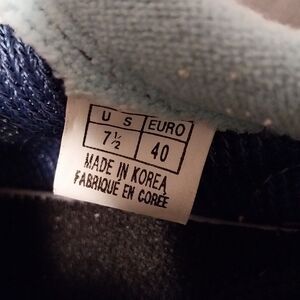 U S EURO
7½ 40
MADE IN KOREA
FABRIQUÉ EN CORÉE